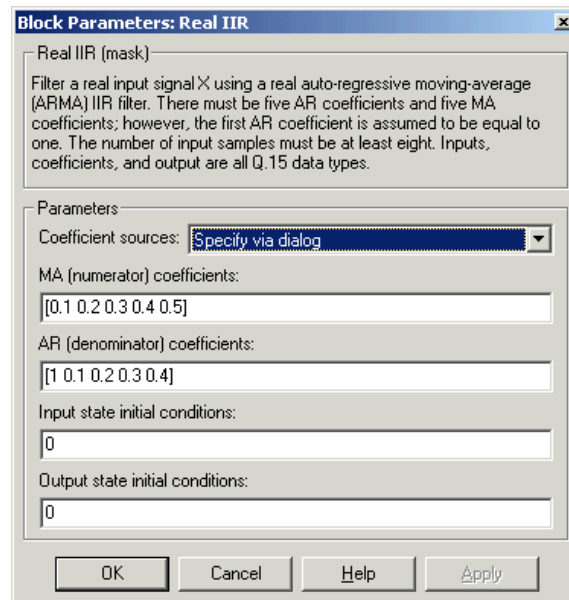 Block Parameters: Real IIR
Real IIR (mask)
Filter a real input signal X using a real auto-regressive moving-average
(ARMA) IIR filter. There must be five AR coefficients and five MA
coefficients; however, the first AR coefficient is assumed to be equal to
one. The number of input samples must be at least eight. Inputs,
coefficients, and output are all Q.15 data types.
Parameters
Coefficient sources: Specify via dialog
MA (numerator) coefficients:
[0.1 0.2 0.3 0.4 0.5]
AR (denominator) coefficients:
[1 0.1 0.2 0.3 0.4]
Input state initial conditions:
0
Output state initial conditions:
0
OK Cancel Help Apply